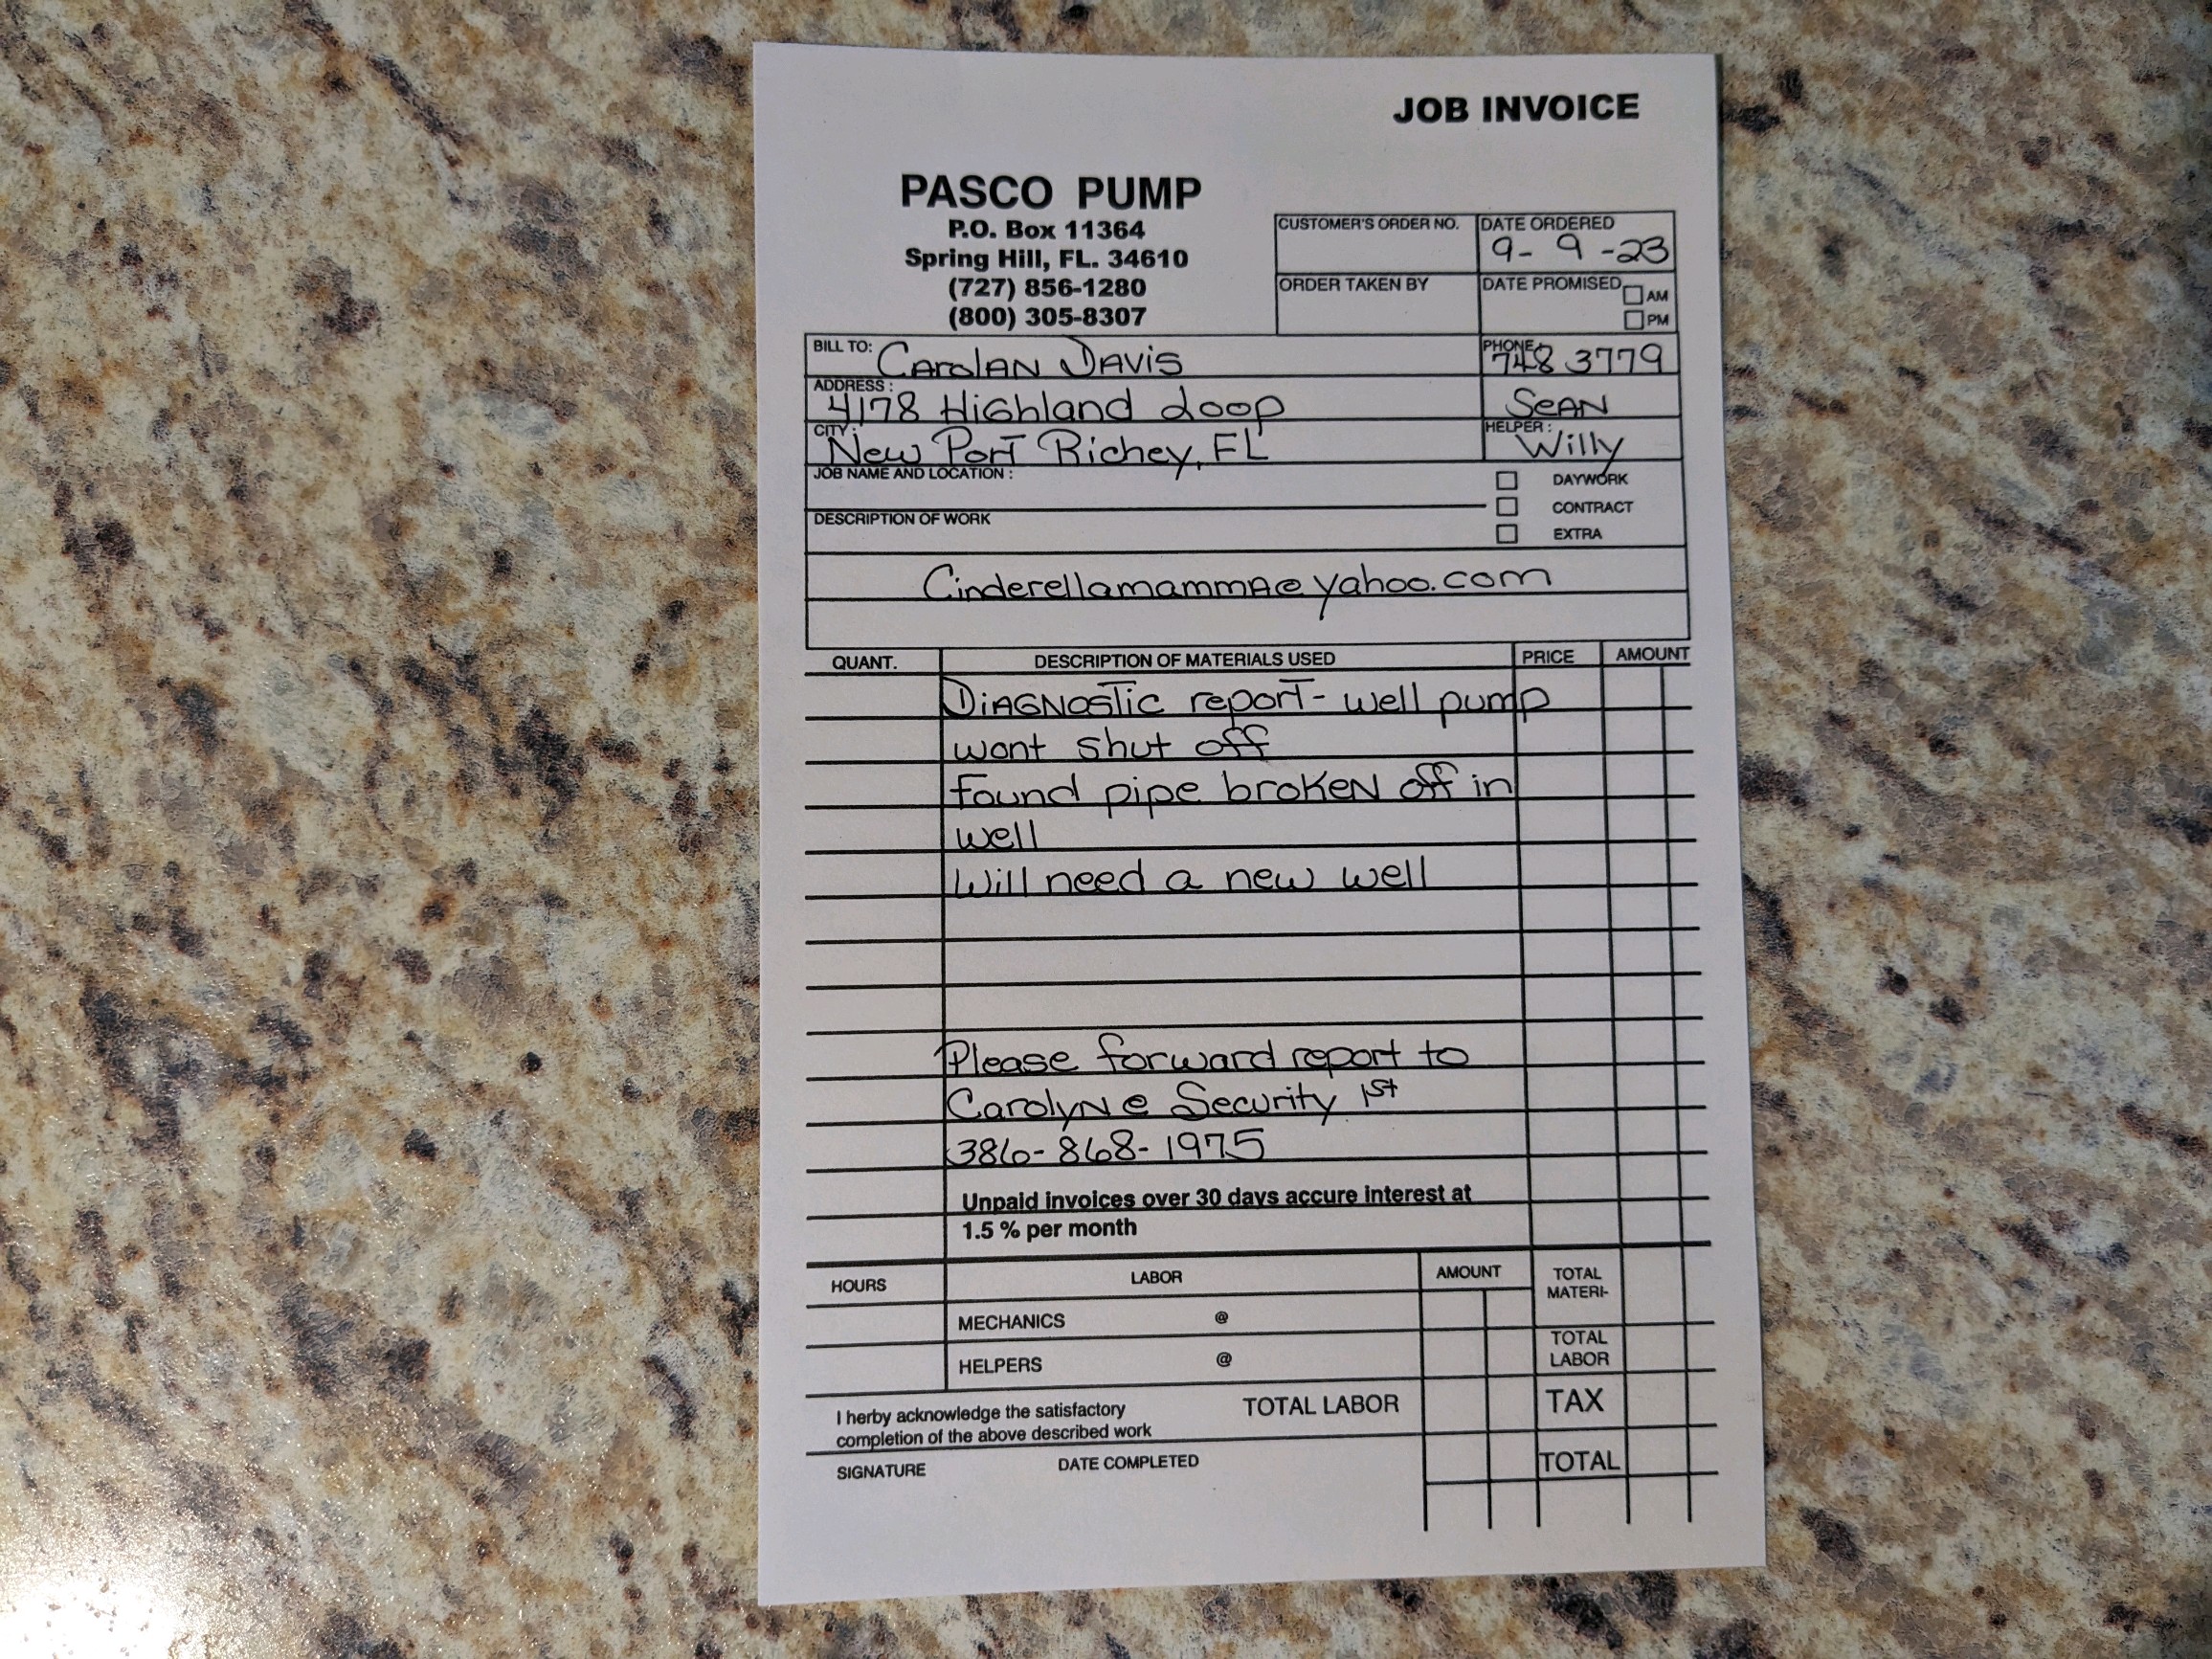 JOB INVOICE
PASCO PUMP
P.O. Box 11364
Spring Hill, FL. 34610
(727) 856-1280
(800) 305-8307
CUSTOMER'S ORDER NO.
DATE ORDERED
9-9-23
ORDER TAKEN BY
DATE PROMISED
AM
PM
BILL TO: Carolan Davis
PHONE: 748 3779
ADDRESS: 4178 Highland Loop
Sean
CITY: New Port Richey, FL
HELPER: Willy
JOB NAME AND LOCATION:
DAYWORK
CONTRACT
EXTRA
DESCRIPTION OF WORK
Cinderellamamma@yahoo.com
QUANT. DESCRIPTION OF MATERIALS USED PRICE AMOUNT
Diagnostic report- well pump
wont shut off
Found pipe broken off in
well
Will need a new well
Please forward report to
Carolyn @ Security 1st
386-868-1975
Unpaid invoices over 30 days accure interest at
1.5 % per month
HOURS LABOR AMOUNT
TOTAL
MATERI-
MECHANICS @
TOTAL
LABOR
HELPERS @
I herby acknowledge the satisfactory
completion of the above described work
TOTAL LABOR
TAX
SIGNATURE DATE COMPLETED
TOTAL